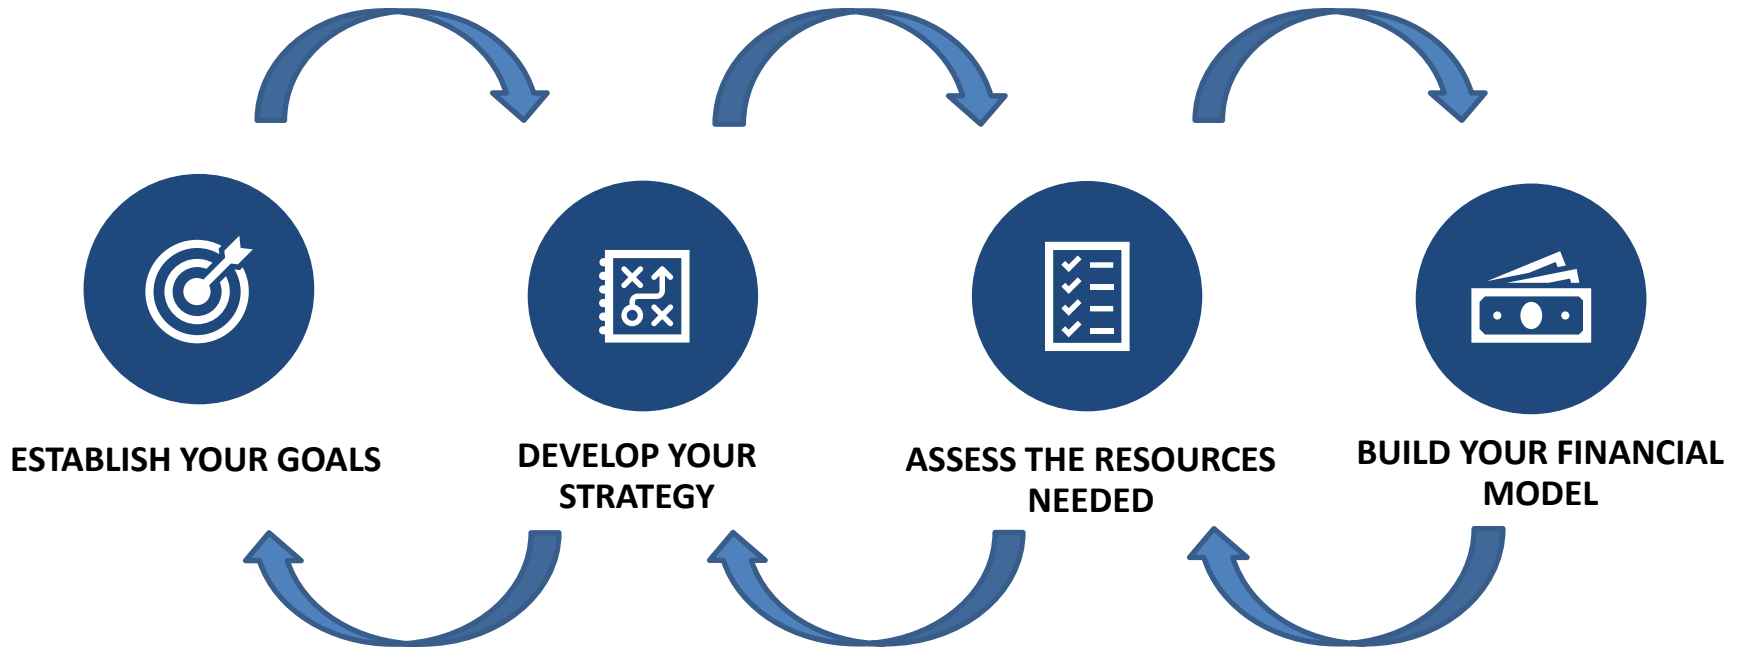 ESTABLISH YOUR GOALS
DEVELOP YOUR
STRATEGY
ASSESS THE RESOURCES
NEEDED
BUILD YOUR FINANCIAL
MODEL